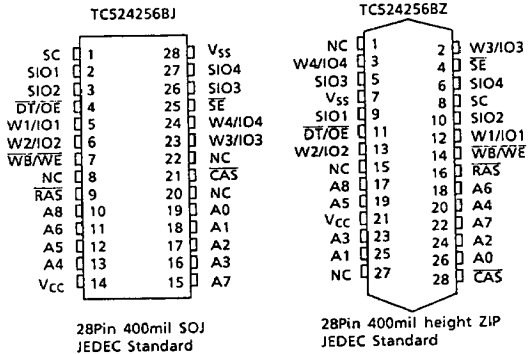 TCS24256BJ
SC 1 28 Vss
SIO1 2 27 SIO4
SIO2 3 26 SIO3
DT/OE 4 25 SE
W1/IO1 5 24 W4/IO4
W2/IO2 6 23 W3/IO3
WB/WE 7 22 NC
NC 8 21 CAS
RAS 9 20 NC
A8 10 19 A0
A6 11 18 A1
A5 12 17 A2
A4 13 16 A3
Vcc 14 15 A7
28Pin 400mil SOJ
JEDEC Standard
TCS24256BZ
NC 1
2 W3/IO3
W4/IO4 3
4 SE
SIO3 5
6 SIO4
Vss 7
8 SC
SIO1 9
10 SIO2
DT/OE 11
12 W1/IO1
W2/IO2 13
14 WB/WE
NC 15
16 RAS
A8 17
18 A6
A5 19
20 A4
Vcc 21
22 A7
A3 23
24 A2
A1 25
26 A0
NC 27
28 CAS
28Pin 400mil height ZIP
JEDEC Standard